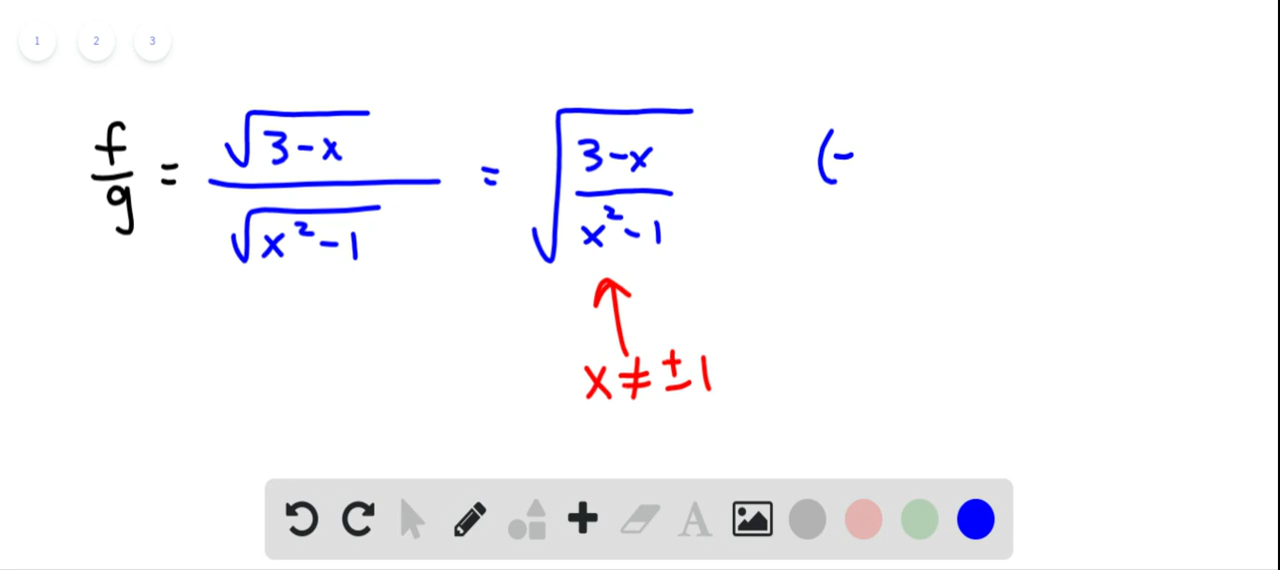 1 2 3
f/g = √(3-x)/√(x²-1) = √((3-x)/(x²-1)) (-
x ≠ ±1
A